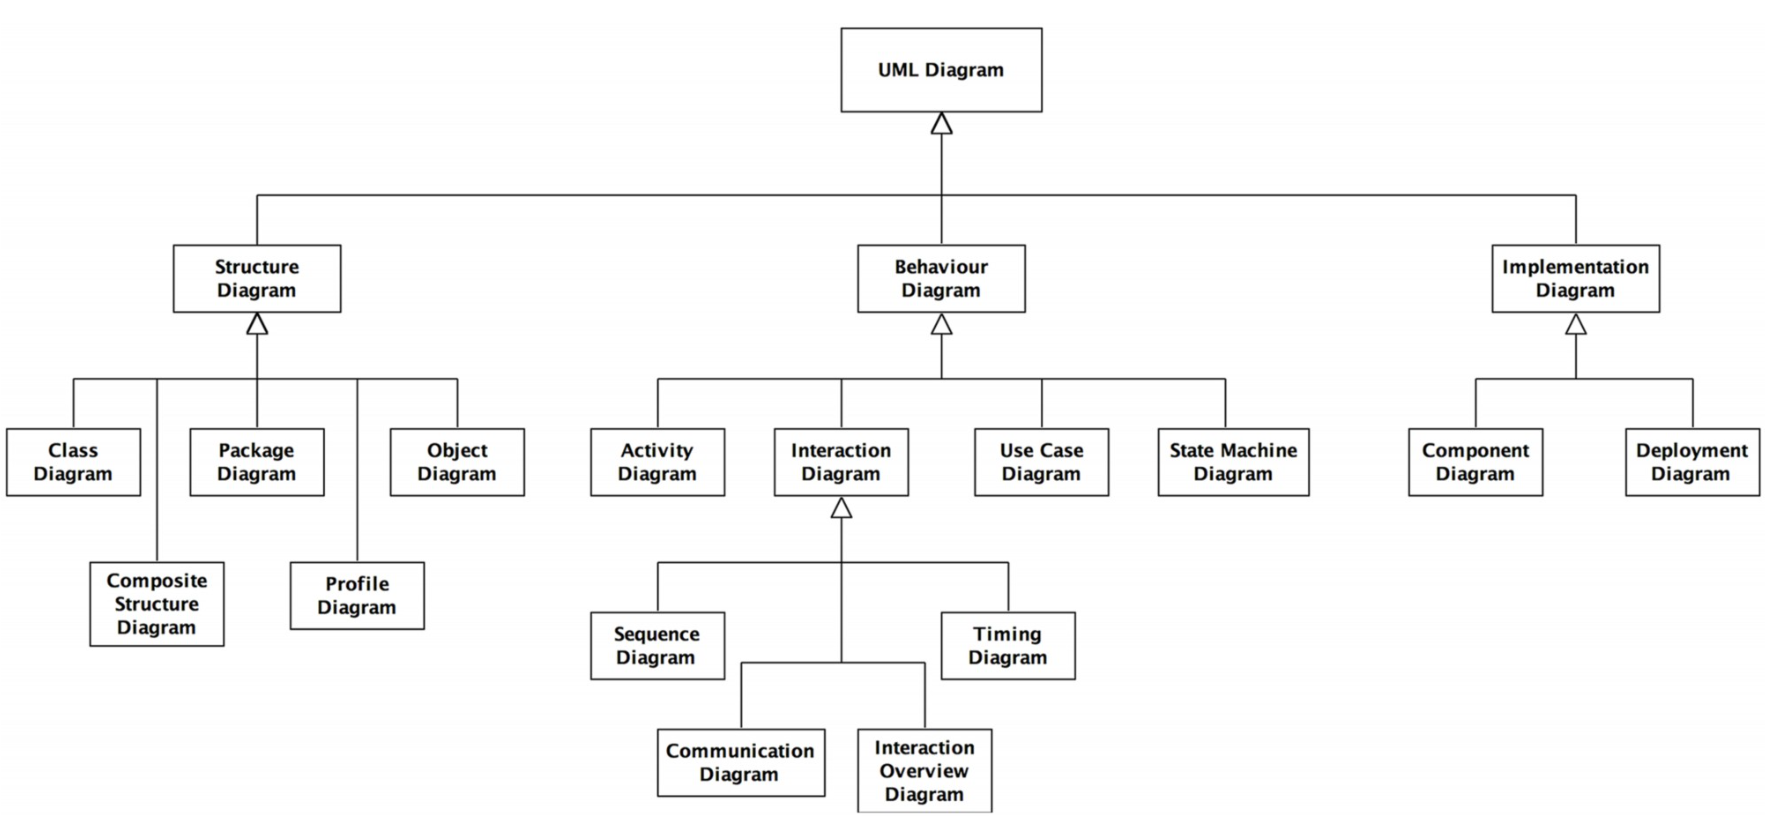 UML Diagram
Structure
Diagram
Behaviour
Diagram
Implementation
Diagram
Class
Diagram
Package
Diagram
Object
Diagram
Activity
Diagram
Interaction
Diagram
Use Case
Diagram
State Machine
Diagram
Component
Diagram
Deployment
Diagram
Composite
Structure
Diagram
Profile
Diagram
Sequence
Diagram
Timing
Diagram
Communication
Diagram
Interaction
Overview
Diagram